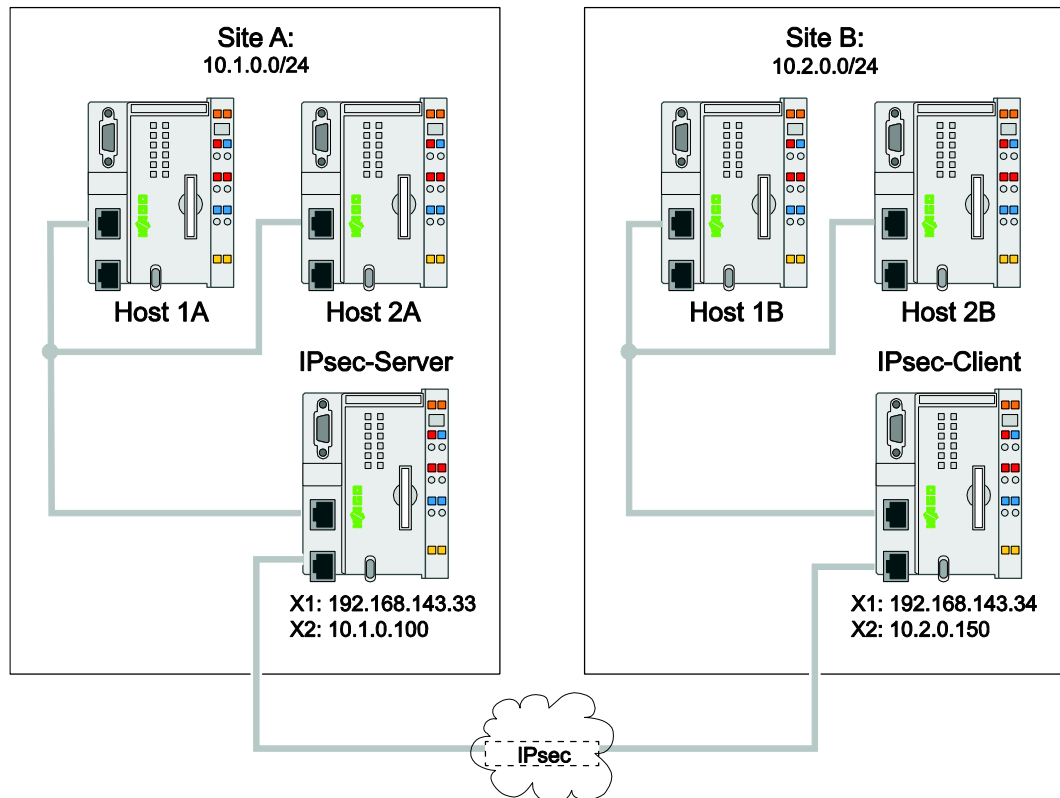 Site A:
10.1.0.0/24
Host 1A
Host 2A
IPsec-Server
X1: 192.168.143.33
X2: 10.1.0.100
Site B:
10.2.0.0/24
Host 1B
Host 2B
IPsec-Client
X1: 192.168.143.34
X2: 10.2.0.150
IPsec